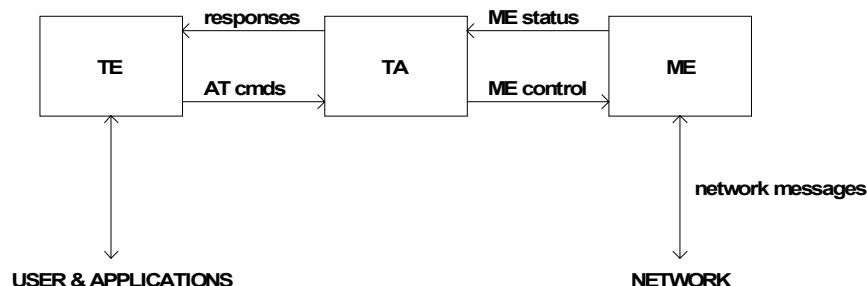 responses
ME status
TE
TA
ME
AT cmds
ME control
network messages
USER & APPLICATIONS
NETWORK